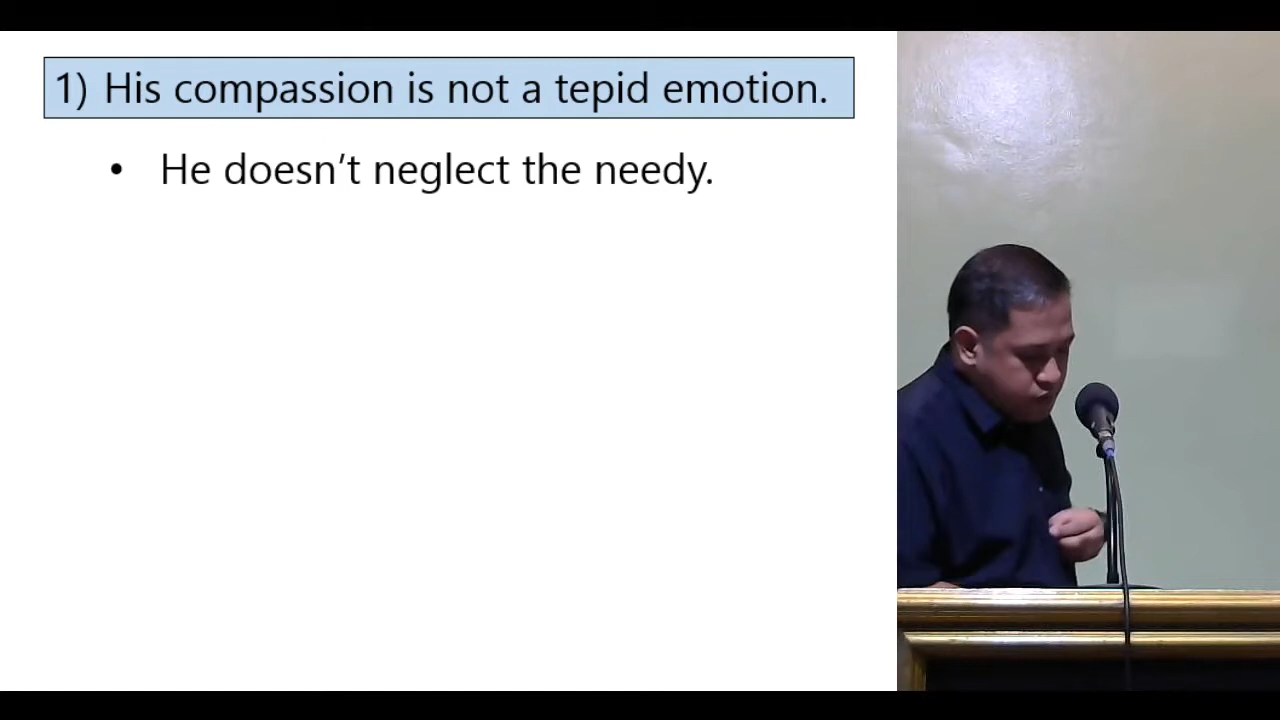 1) His compassion is not a tepid emotion.
• He doesn’t neglect the needy.